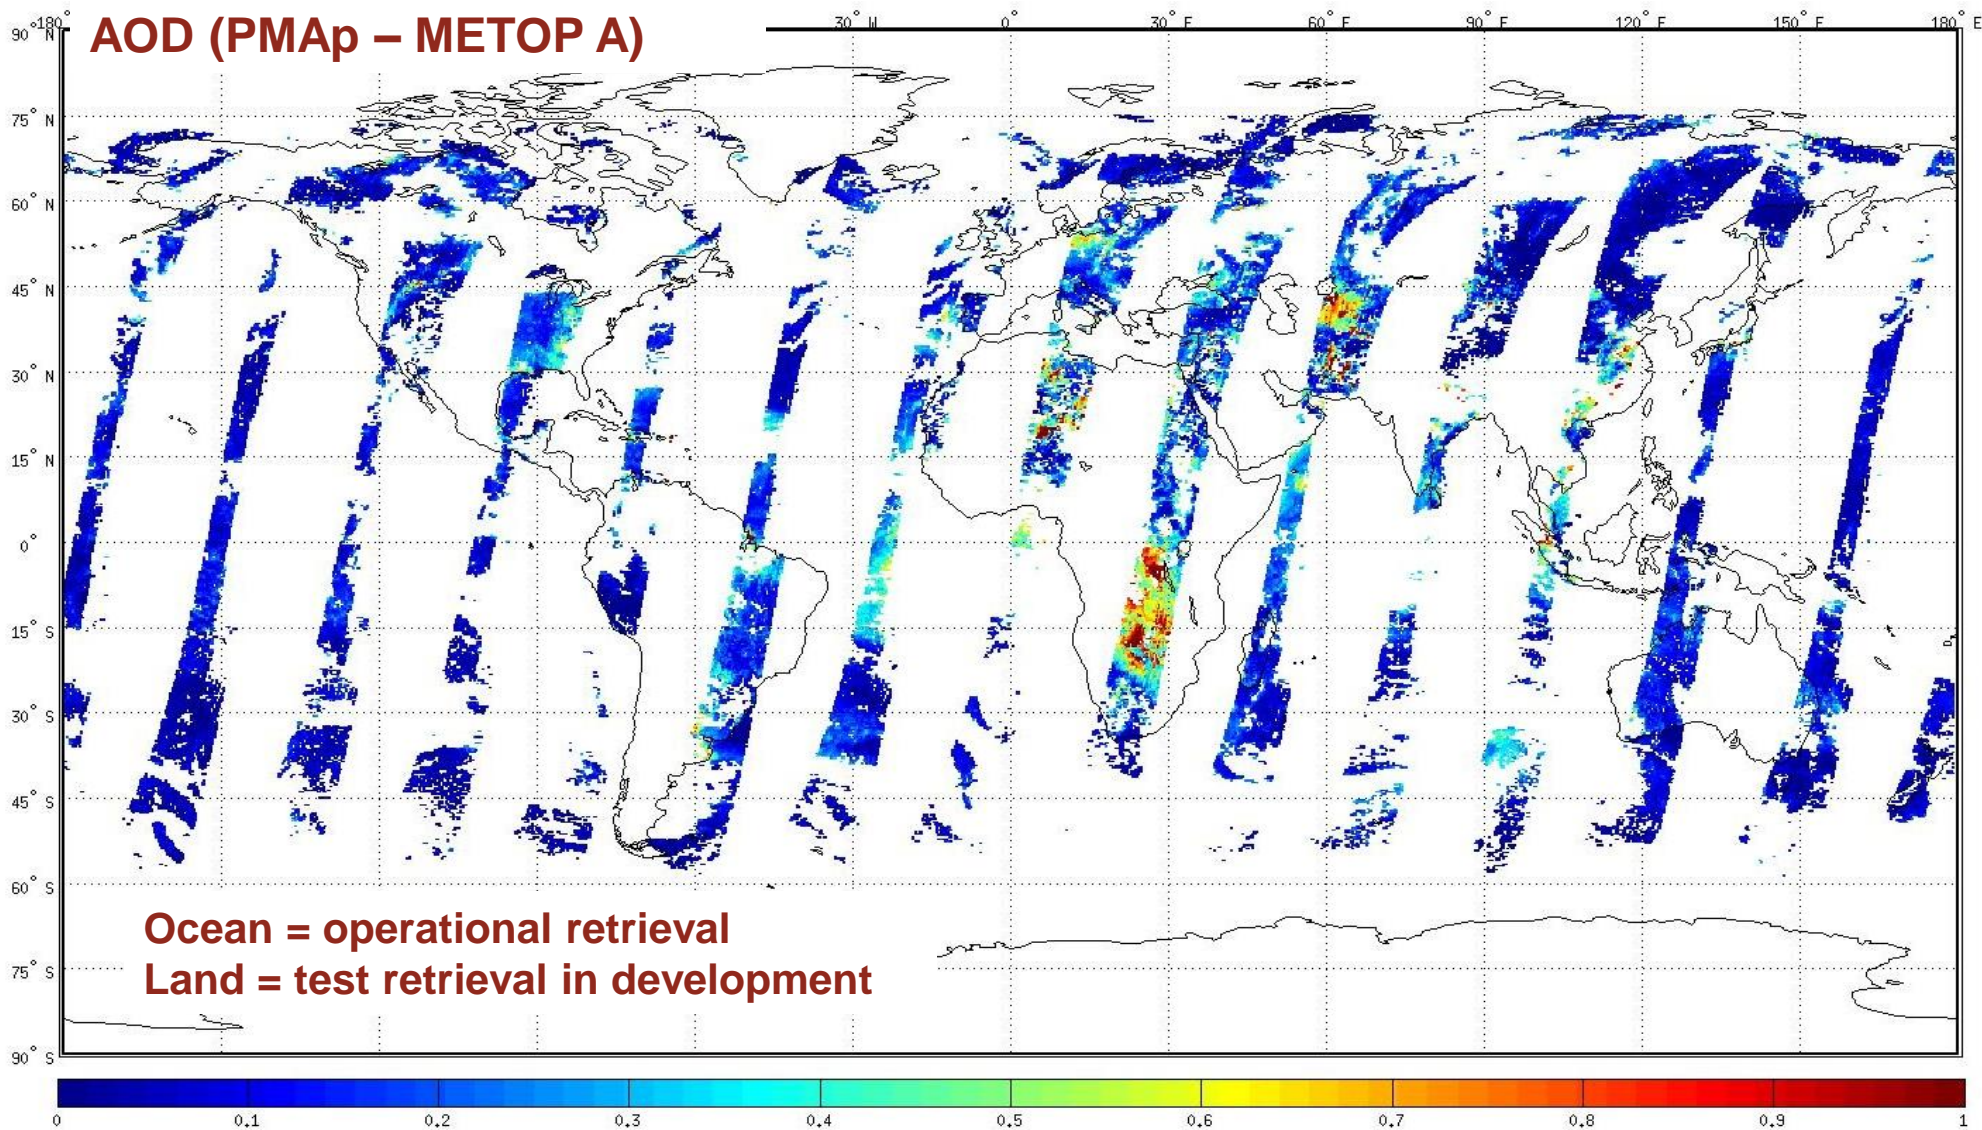 180°
30° W
0°
30° E
60° E
90° E
120° E
150° E
180° E
AOD (PMAp – METOP A)
90° N
75° N
60° N
45° N
30° N
15° N
0°
15° S
30° S
45° S
60° S
Ocean = operational retrieval
Land = test retrieval in development
75° S
90° S
0
0.1
0.2
0.3
0.4
0.5
0.6
0.7
0.8
0.9
1